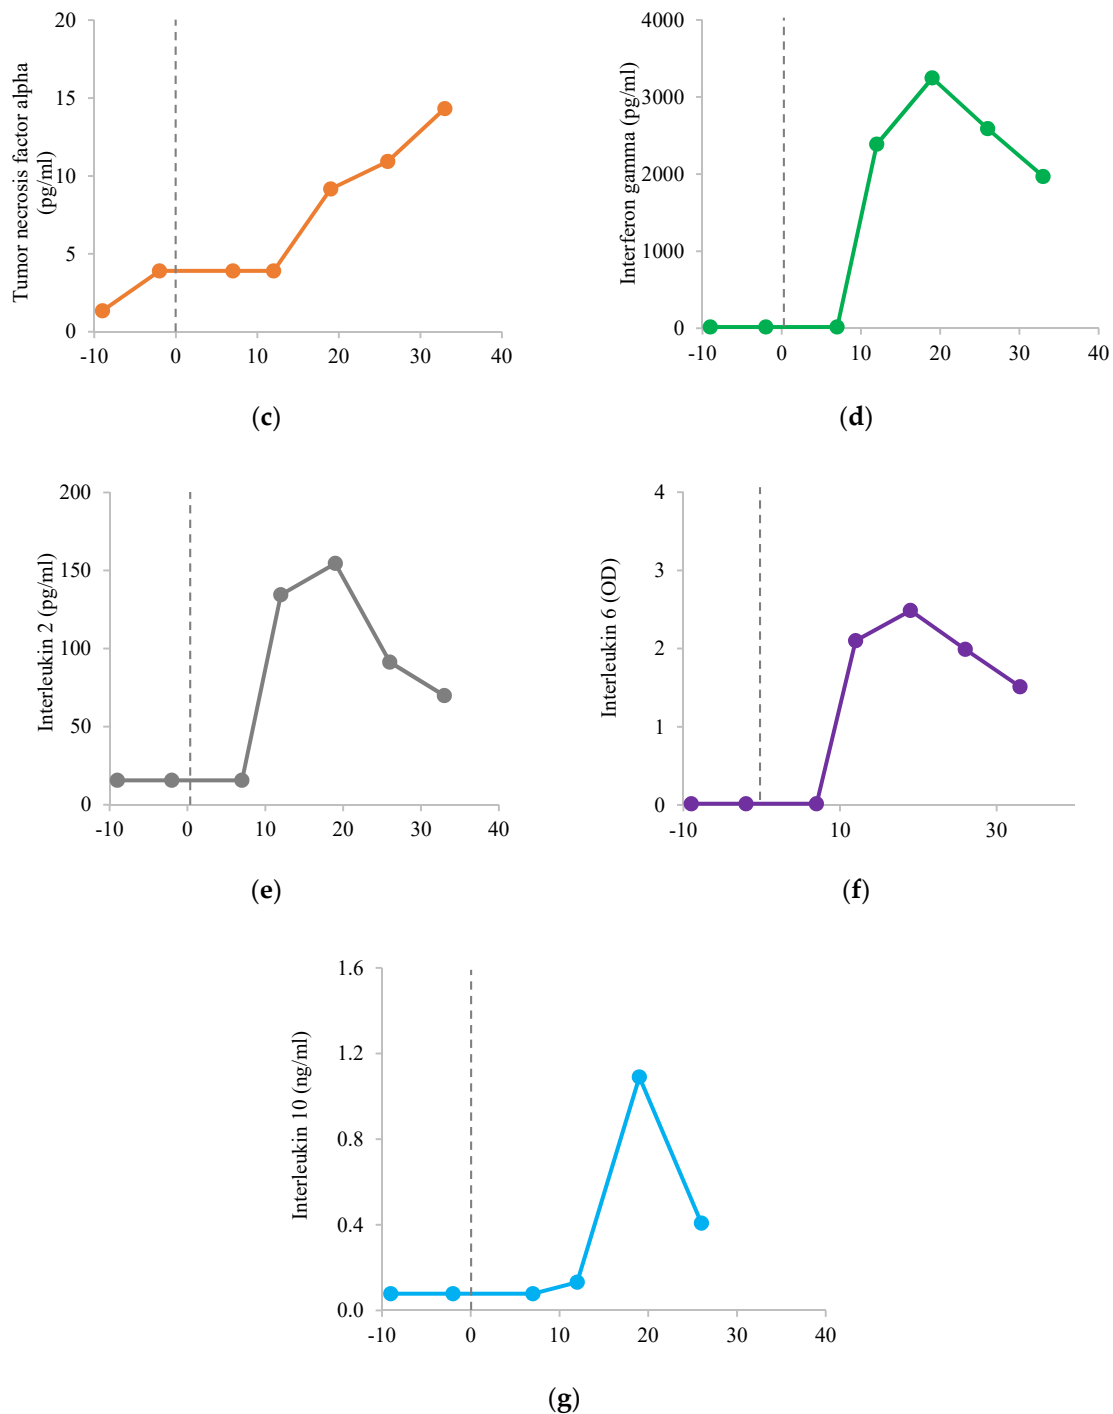 20
15
10
5
0
Tumor necrosis factor alpha
(pg/ml)
-10 0 10 20 30 40
(c)
4000
3000
2000
1000
0
Interferon gamma (pg/ml)
-10 0 10 20 30 40
(d)
200
150
100
50
0
Interleukin 2 (pg/ml)
-10 0 10 20 30 40
(e)
4
3
2
1
0
Interleukin 6 (OD)
-10 10 30
(f)
1.6
1.2
0.8
0.4
0.0
Interleukin 10 (ng/ml)
-10 0 10 20 30 40
(g)